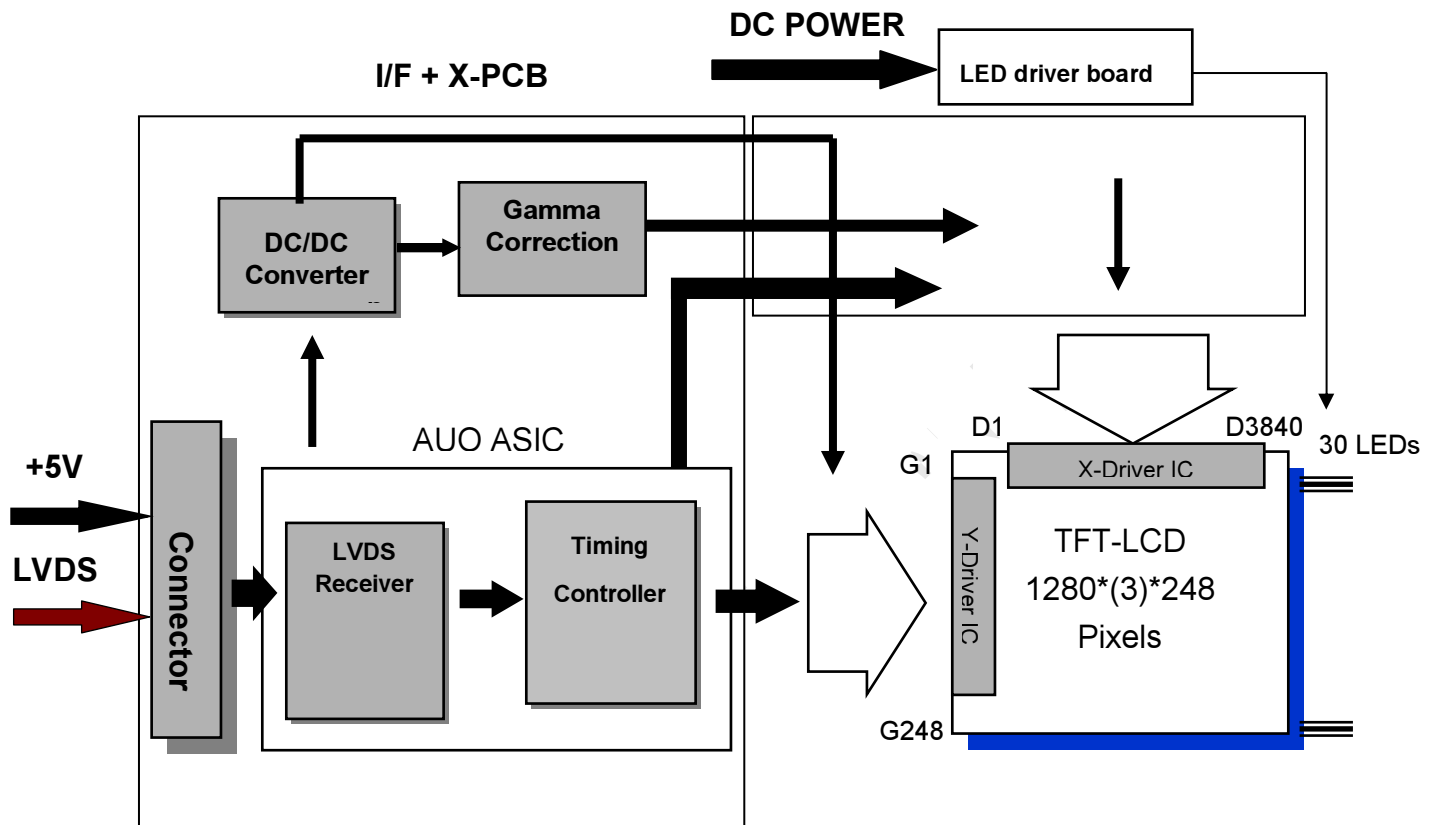 DC POWER
LED driver board
I/F + X-PCB
Gamma
Correction
DC/DC
Converter
AUO ASIC
D1
D3840
30 LEDs
+5V
G1
X-Driver IC
LVDS
Connector
LVDS
Receiver
Timing
Controller
Y-Driver IC
TFT-LCD
1280*(3)*248
Pixels
G248